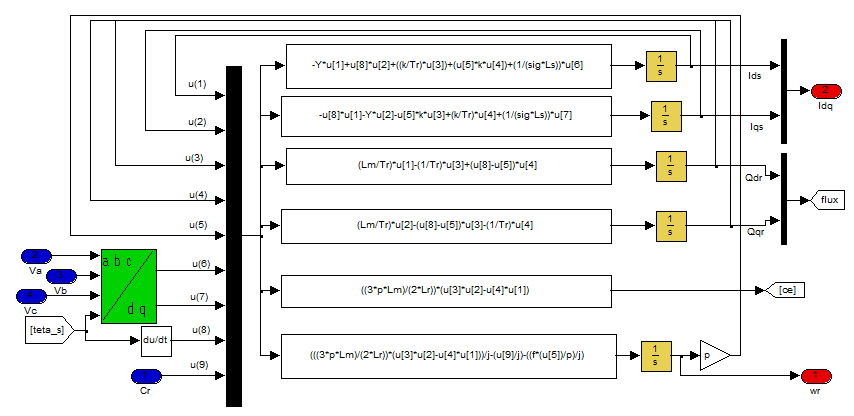 u(1)
u(2)
u(3)
u(4)
u(5)
u(6)
u(7)
u(8)
u(9)
-Y*u[1]+u[8]*u[2]+((k/Tr)*u[3])+(u[5]*k*u[4])+(1/(sig*Ls))*u[6]
1
s
Ids
2
Idq
-u[8]*u[1]-Y*u[2]-u[5]*k*u[3]+(k/Tr)*u[4]+(1/(sig*Ls))*u[7]
1
s
Iqs
(Lm/Tr)*u[1]-(1/Tr)*u[3]+(u[8]-u[5])*u[4]
1
s
Qdr
flux
(Lm/Tr)*u[2]-(u[8]-u[5])*u[3]-(1/Tr)*u[4]
1
s
Qqr
Va
Vb
Vc
a b c
d q
[teta_s]
du/dt
Cr
((3*p*Lm)/(2*Lr))*(u[3]*u[2]-u[4]*u[1])
[ce]
(((3*p*Lm)/(2*Lr))*(u[3]*u[2]-u[4]*u[1]))/j-(u[9]/j)-((f*(u[5])/p)/j)
1
s
p
1
wr